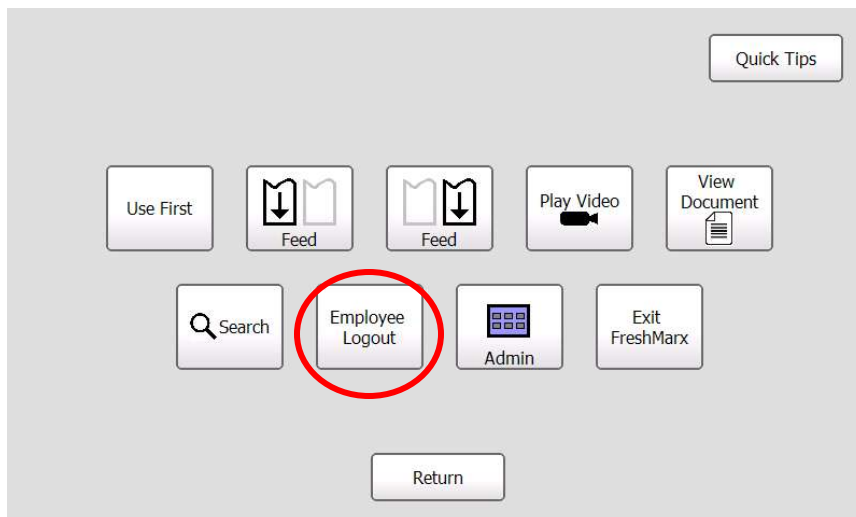 Quick Tips
Use First
Feed
Feed
Play Video
View
Document
Search
Employee
Logout
Admin
Exit
FreshMarx
Return